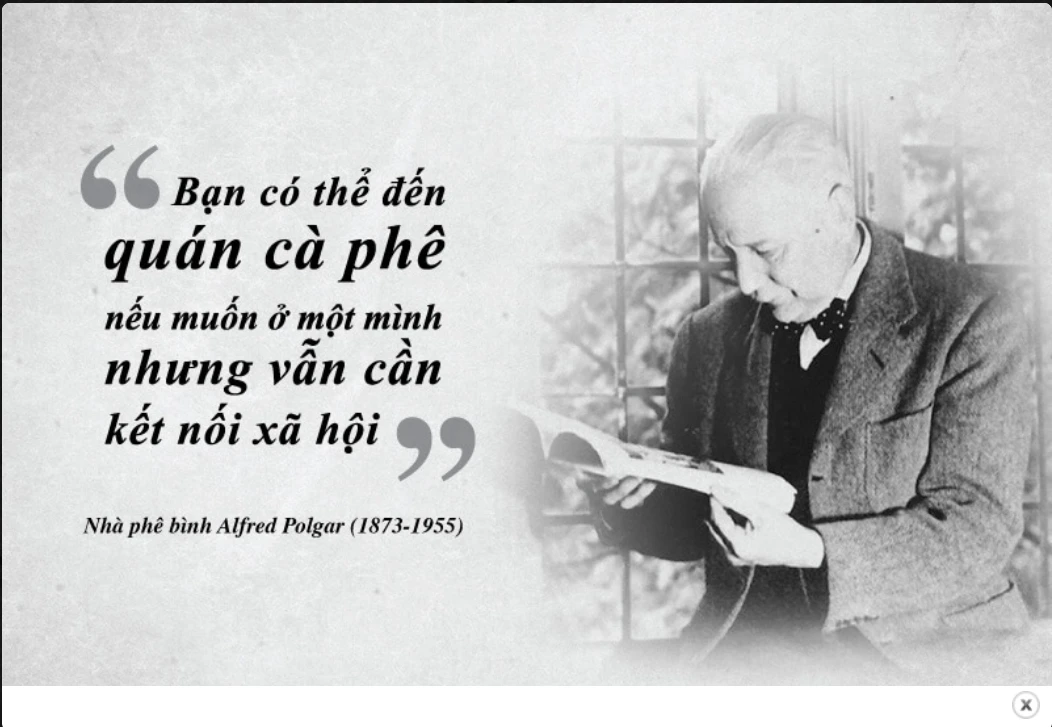 “ Bạn có thể đến
quán cà phê
nếu muốn ở một mình
nhưng vẫn cần
kết nối xã hội ”
Nhà phê bình Alfred Polgar (1873-1955)
X